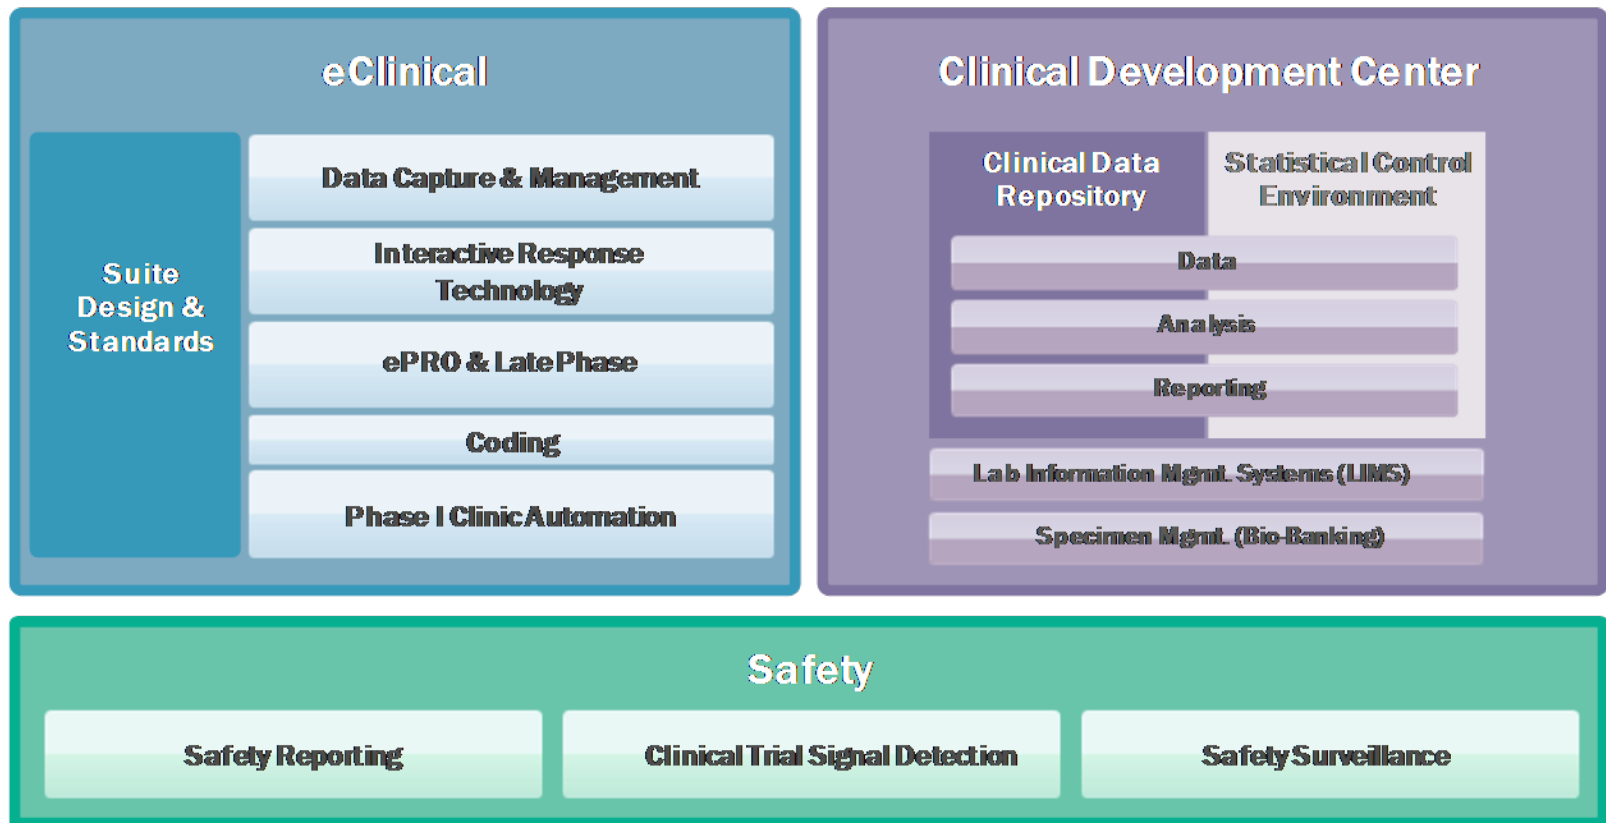 eClinical
Suite
Design &
Standards
Data Capture & Management
Interactive Response
Technology
ePRO & Late Phase
Coding
Phase I Clinic Automation
Clinical Development Center
Clinical Data
Repository
Statistical Control
Environment
Data
Analysis
Reporting
Lab Information Mgmt. Systems (LIMS)
Specimen Mgmt. (Bio-Banking)
Safety
Safety Reporting
Clinical Trial Signal Detection
Safety Surveillance